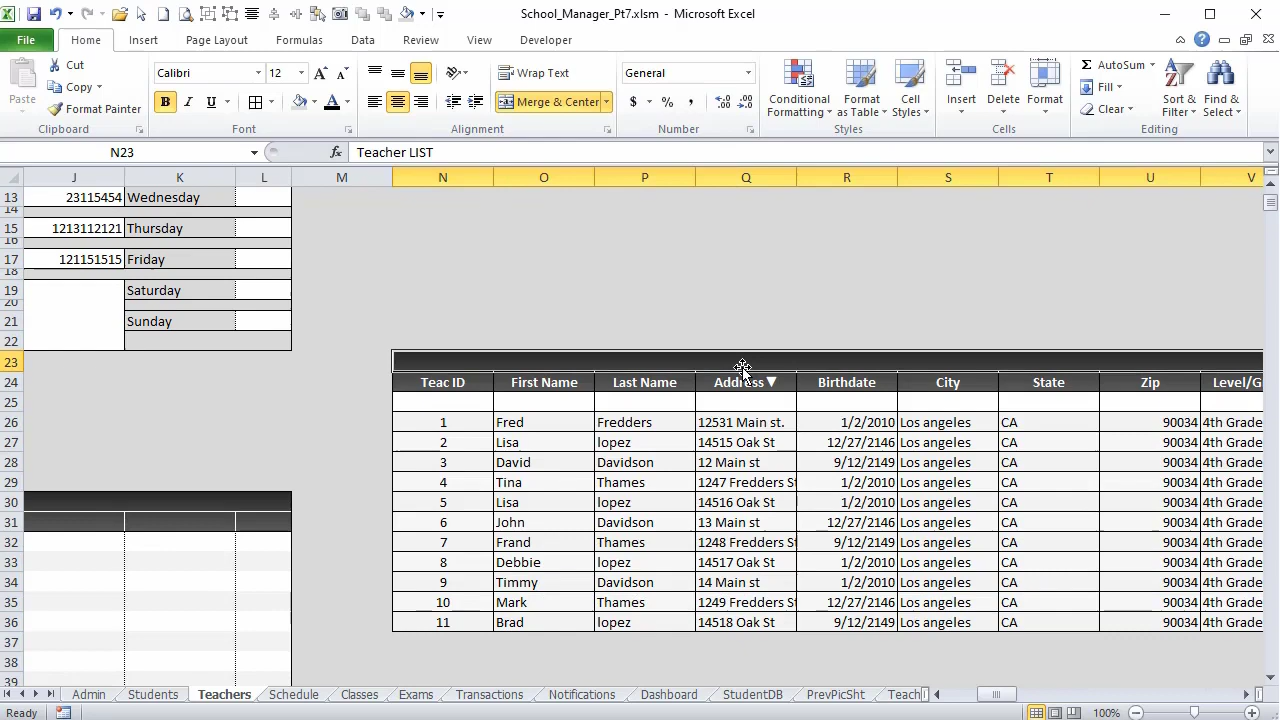 School_Manager_Pt7.xlsm - Microsoft Excel
File Home Insert Page Layout Formulas Data Review View Developer
Paste Cut Copy Format Painter Clipboard
Calibri 12 B I U A Font
Wrap Text Merge & Center Alignment
General $ % , Number
Conditional Formatting Format as Table Cell Styles Styles
Insert Delete Format Cells
Σ AutoSum Fill Clear Sort & Filter Find & Select Editing
N23 fx Teacher LIST
J K L M N O P Q R S T U V
13 23115454 Wednesday
14
15 1213112121 Thursday
16
17 121151515 Friday
18
19 Saturday
20
21 Sunday
22
23
24 Teac ID First Name Last Name Address▼ Birthdate City State Zip Level/G
25
26 1 Fred Fredders 12531 Main st. 1/2/2010 Los angeles CA 90034 4th Grade
27 2 Lisa lopez 14515 Oak St 12/27/2146 Los angeles CA 90034 4th Grade
28 3 David Davidson 12 Main st 9/12/2149 Los angeles CA 90034 4th Grade
29 4 Tina Thames 1247 Fredders St 1/2/2010 Los angeles CA 90034 4th Grade
30 5 Lisa lopez 14516 Oak St 1/2/2010 Los angeles CA 90034 4th Grade
31 6 John Davidson 13 Main st 12/27/2146 Los angeles CA 90034 4th Grade
32 7 Frand Thames 1248 Fredders St 9/12/2149 Los angeles CA 90034 4th Grade
33 8 Debbie lopez 14517 Oak St 1/2/2010 Los angeles CA 90034 4th Grade
34 9 Timmy Davidson 14 Main st 1/2/2010 Los angeles CA 90034 4th Grade
35 10 Mark Thames 1249 Fredders St 12/27/2146 Los angeles CA 90034 4th Grade
36 11 Brad lopez 14518 Oak St 9/12/2149 Los angeles CA 90034 4th Grade
37
38
39
Admin Students Teachers Schedule Classes Exams Transactions Notifications Dashboard StudentDB PrevPicSht Teach
Ready 100%